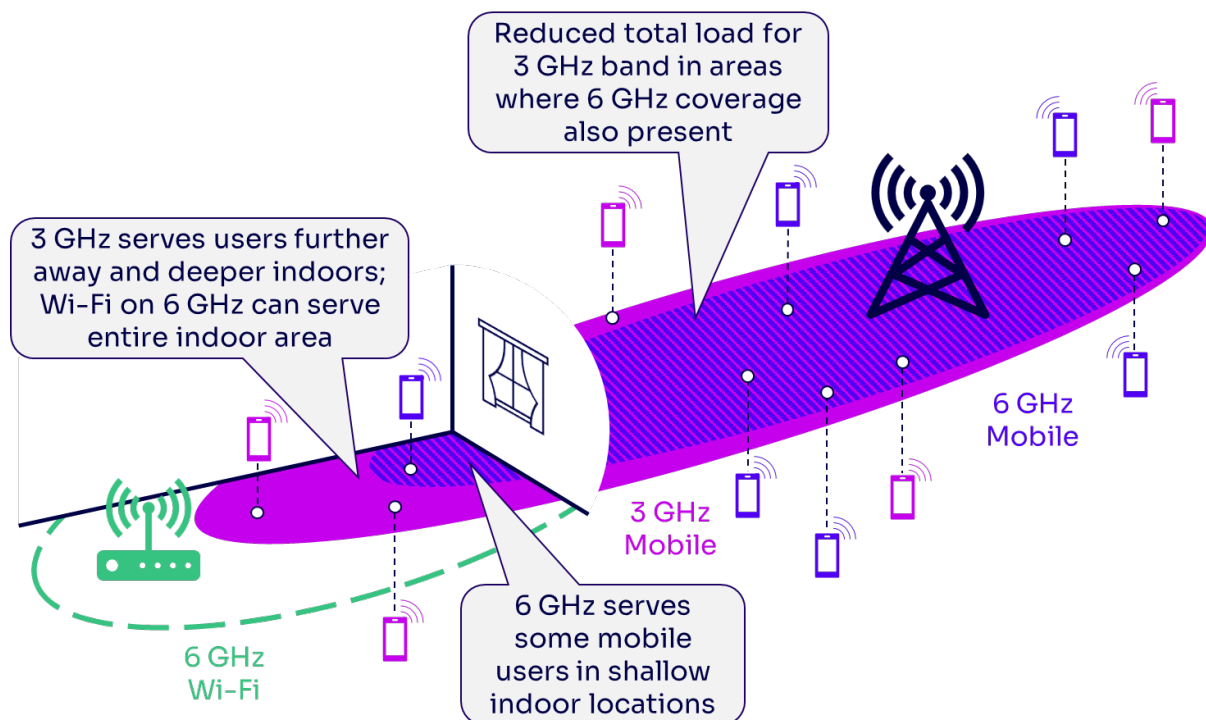 Reduced total load for
3 GHz band in areas
where 6 GHz coverage
also present
3 GHz serves users further
away and deeper indoors;
Wi-Fi on 6 GHz can serve
entire indoor area
6 GHz
Mobile
3 GHz
Mobile
6 GHz serves
some mobile
users in shallow
indoor locations
6 GHz
Wi-Fi